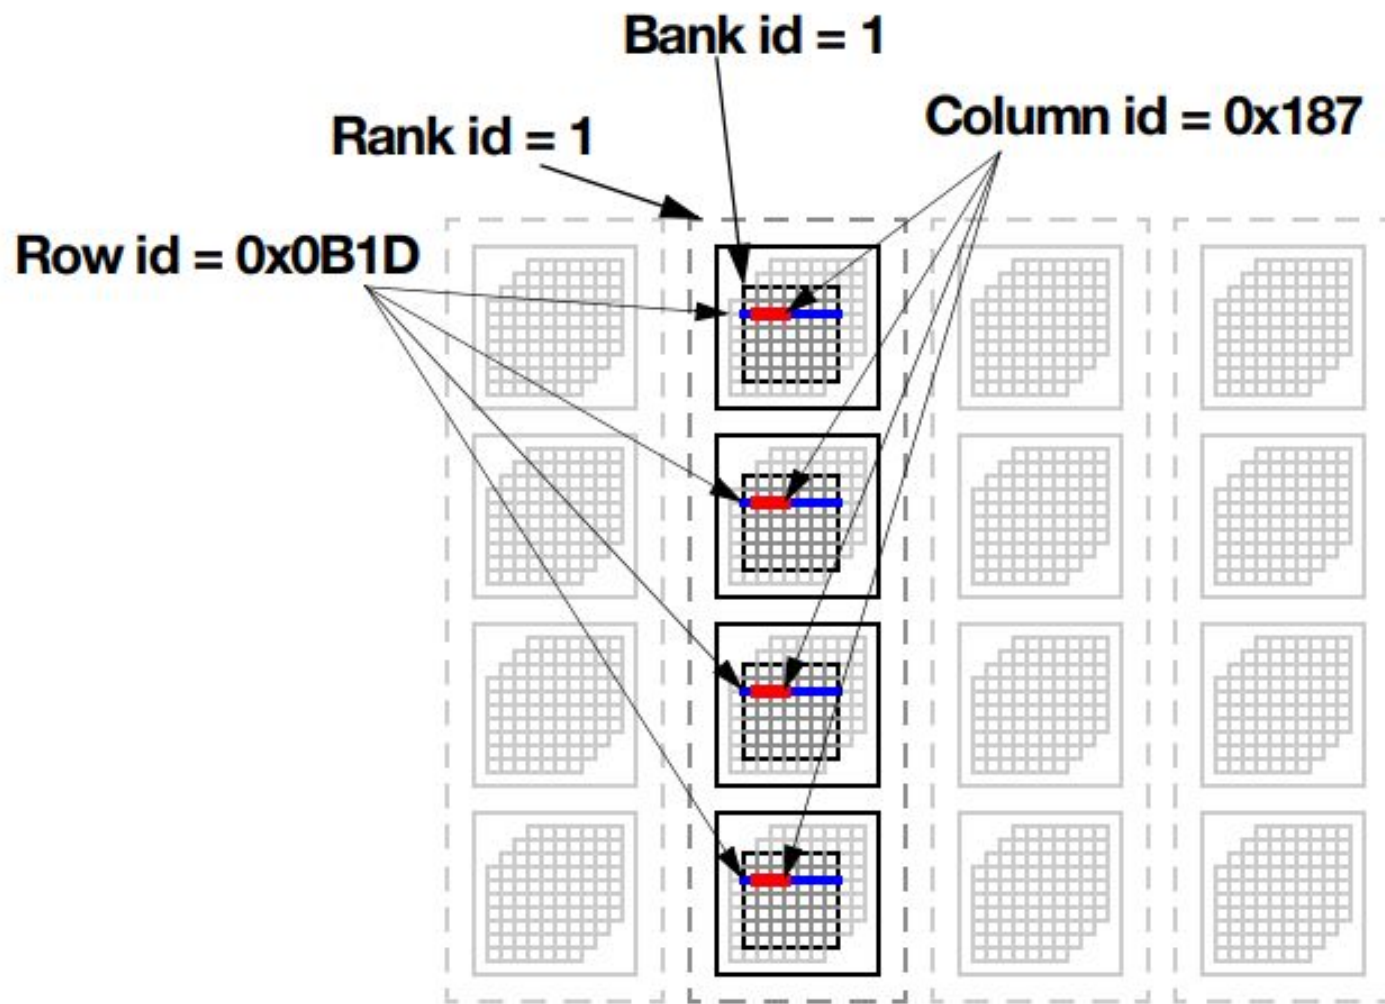 Bank id = 1
Rank id = 1
Column id = 0x187
Row id = 0x0B1D